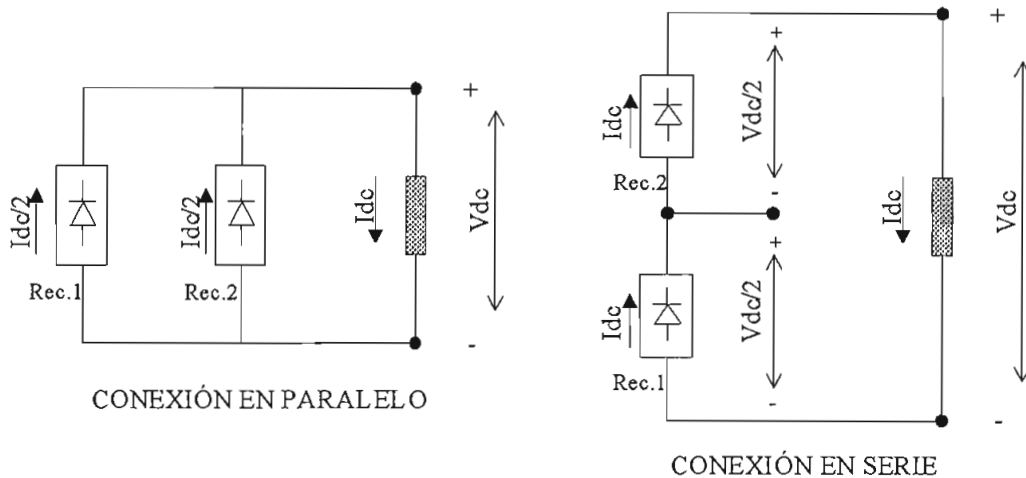 Idc/2
Rec.1
Idc/2
Rec.2
Idc
+
Vdc
-
CONEXIÓN EN PARALELO
Idc
Rec.2
+
Vdc/2
-
Idc
Rec.1
+
Vdc/2
-
Idc
+
Vdc
-
CONEXIÓN EN SERIE